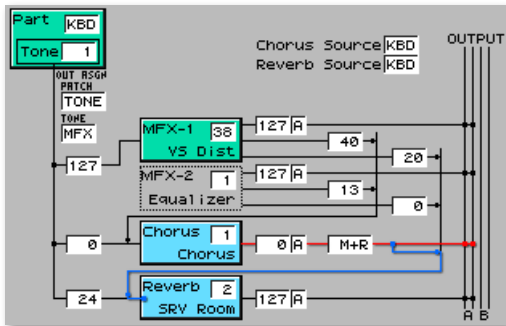 Part KBD
Tone 1
Chorus Source KBD
Reverb Source KBD
OUTPUT
OUT ASGN
PATCH
TONE
TONE
MFX
127
MFX-1 38
VS Dist
127 A
40
20
MFX-2 1
Equalizer
127 A
13
0
0
Chorus 1
Chorus
0 A
M+R
24
Reverb 2
SRV Room
127 A
A B